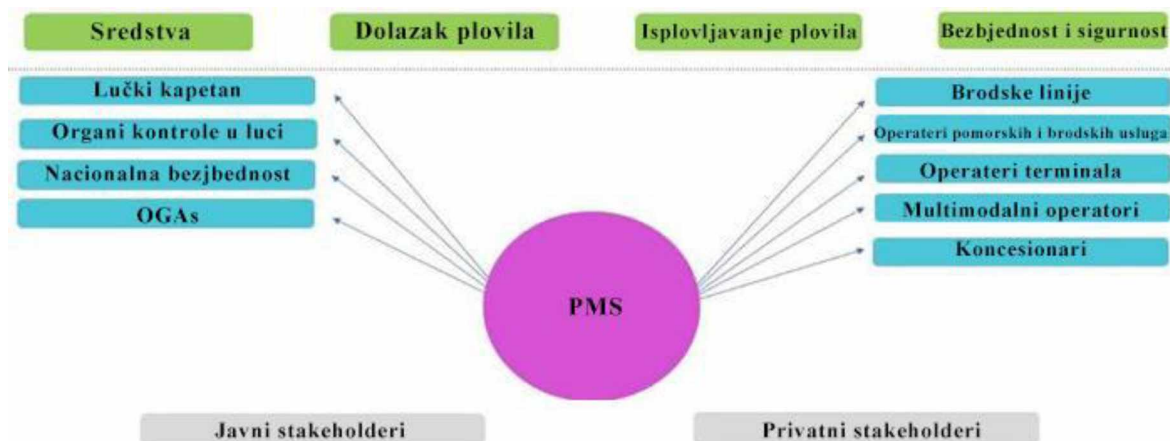 Sredstva
Dolazak plovila
Isplovljavanje plovila
Bezbjednost i sigurnost
Lučki kapetan
Organi kontrole u luci
Nacionalna bezjbednost
OGAs
Brodske linije
Operateri pomorskih i brodskih usluga
Operateri terminala
Multimodalni operatori
Koncesionari
PMS
Javni stakeholderi
Privatni stakeholderi